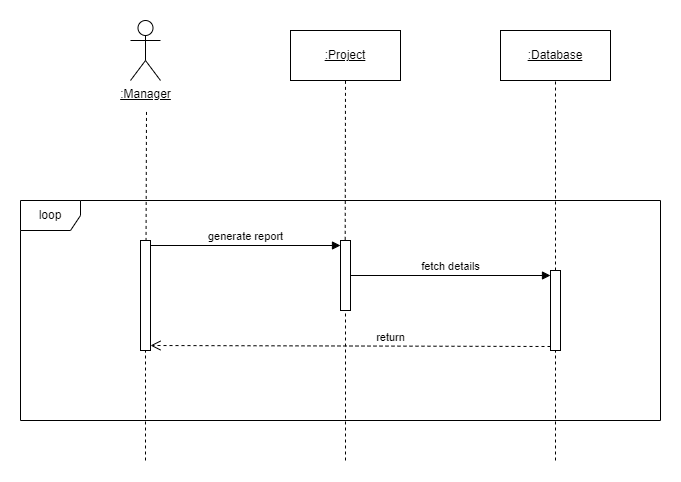 :Project
:Database
:Manager
loop
generate report
fetch details
return